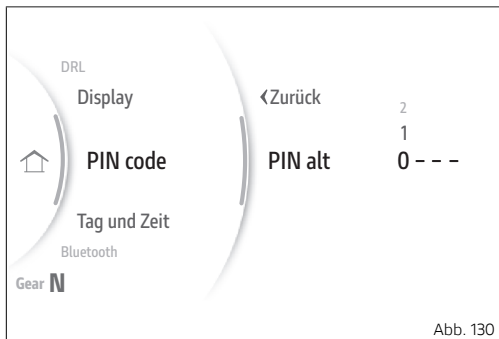 DRL
Display
PIN code
Tag und Zeit
Bluetooth
Gear N
‹Zurück
PIN alt
2
1
0 – – –
Abb. 130